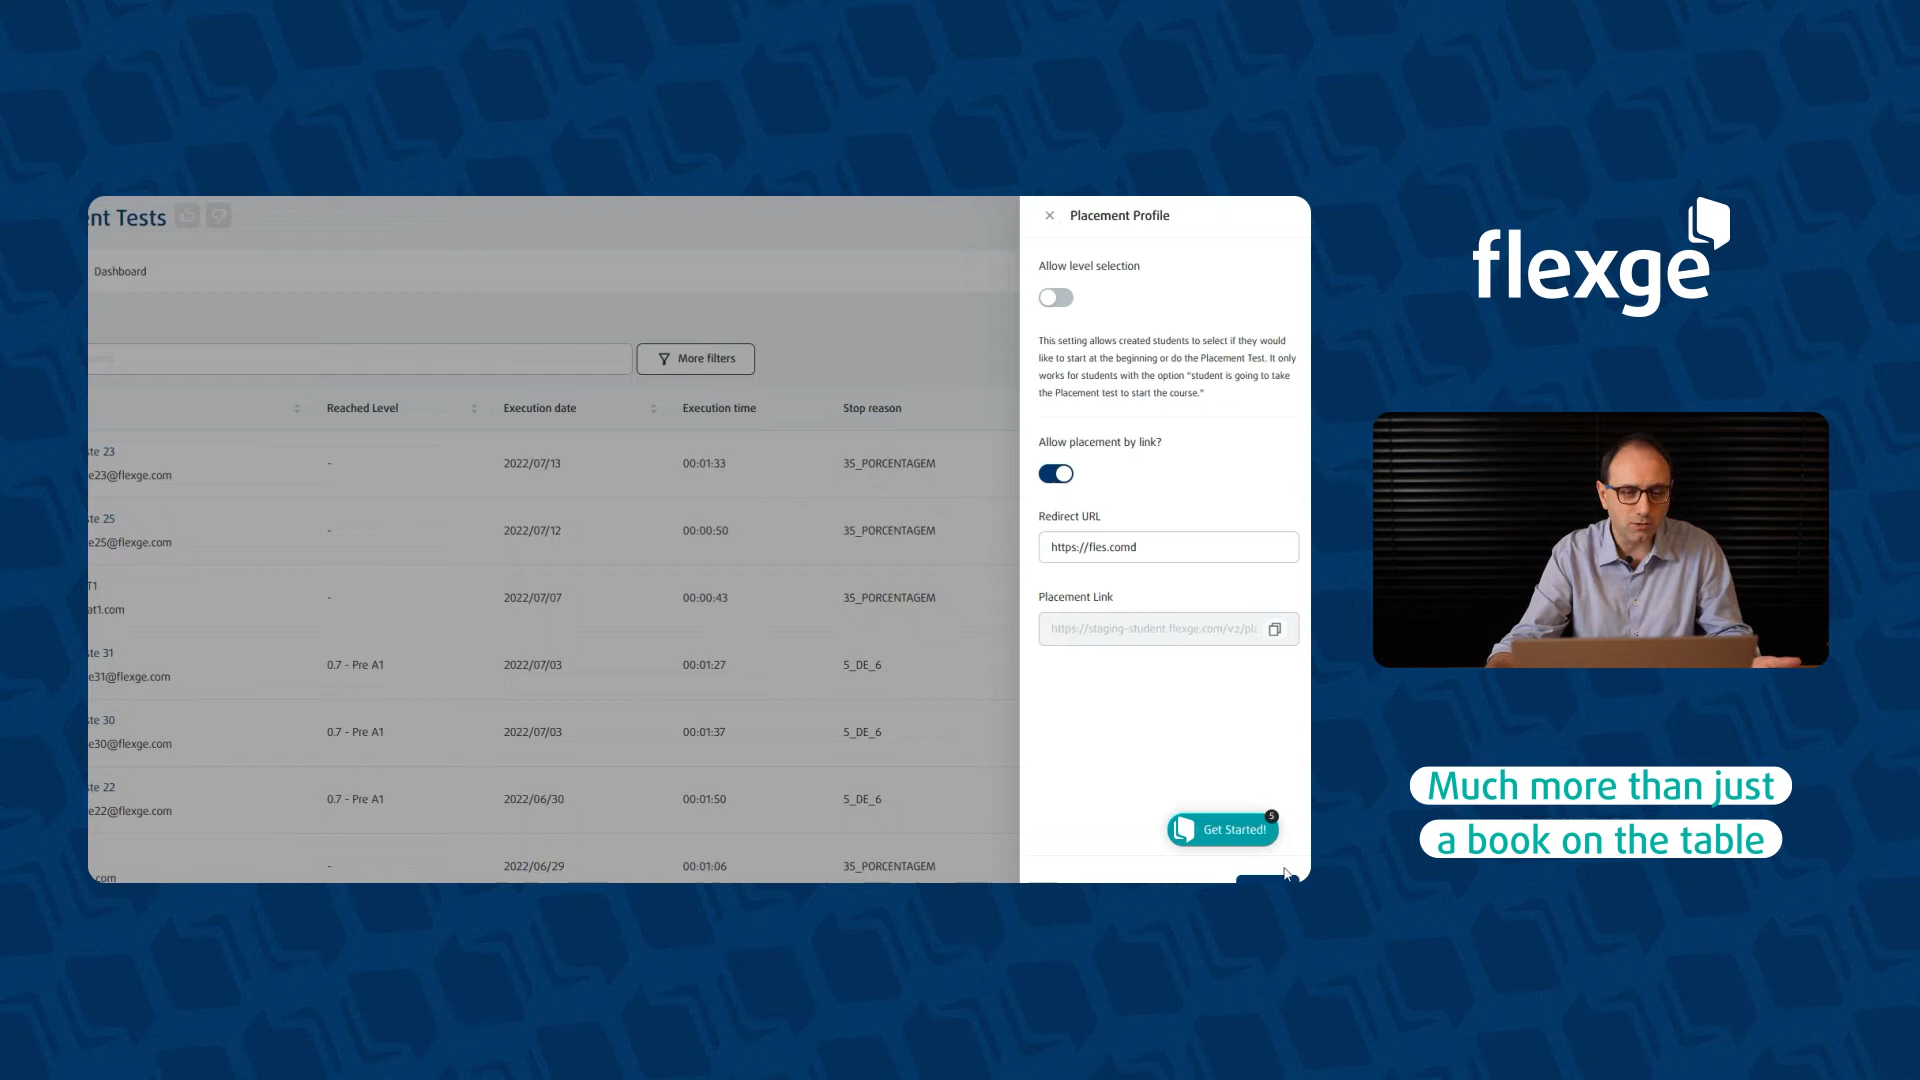 ent Tests
Dashboard
More filters
Reached Level
Execution date
Execution time
Stop reason
ste 23
e23@flexge.com
-
2022/07/13
00:01:33
35_PORCENTAGEM
ste 25
e25@flexge.com
-
2022/07/12
00:00:50
35_PORCENTAGEM
T1
at1.com
-
2022/07/07
00:00:43
35_PORCENTAGEM
ste 31
e31@flexge.com
0.7 - Pre A1
2022/07/03
00:01:27
5_DE_6
ste 30
e30@flexge.com
0.7 - Pre A1
2022/07/03
00:01:37
5_DE_6
ste 22
e22@flexge.com
0.7 - Pre A1
2022/06/30
00:01:50
5_DE_6
.com
-
2022/06/29
00:01:06
35_PORCENTAGEM
Placement Profile
Allow level selection
This setting allows created students to select if they would
like to start at the beginning or do the Placement Test. It only
works for students with the option "student is going to take
the Placement test to start the course."
Allow placement by link?
Redirect URL
https://fles.comd
Placement Link
https://staging-student.flexge.com/v2/pla
5
Get Started!
flexge
Much more than just
a book on the table